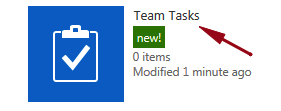 Team Tasks
new!
0 items
Modified 1 minute ago